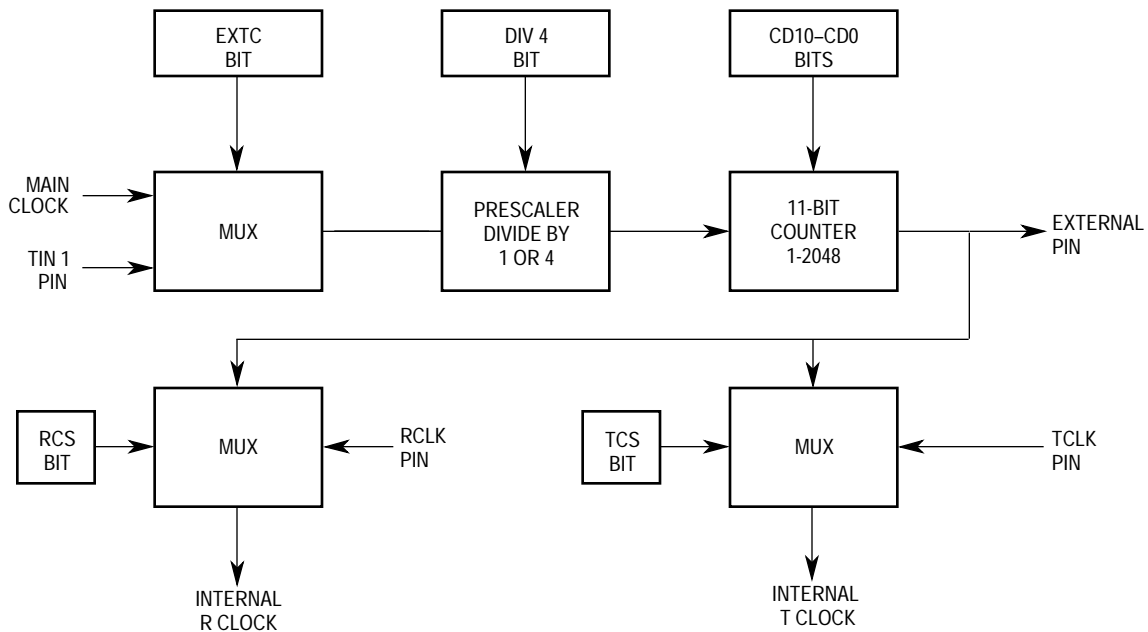 EXTC
BIT
DIV 4
BIT
CD10–CD0
BITS
MAIN
CLOCK
TIN 1
PIN
MUX
PRESCALER
DIVIDE BY
1 OR 4
11-BIT
COUNTER
1-2048
EXTERNAL
PIN
RCS
BIT
MUX
RCLK
PIN
TCS
BIT
MUX
TCLK
PIN
INTERNAL
R CLOCK
INTERNAL
T CLOCK